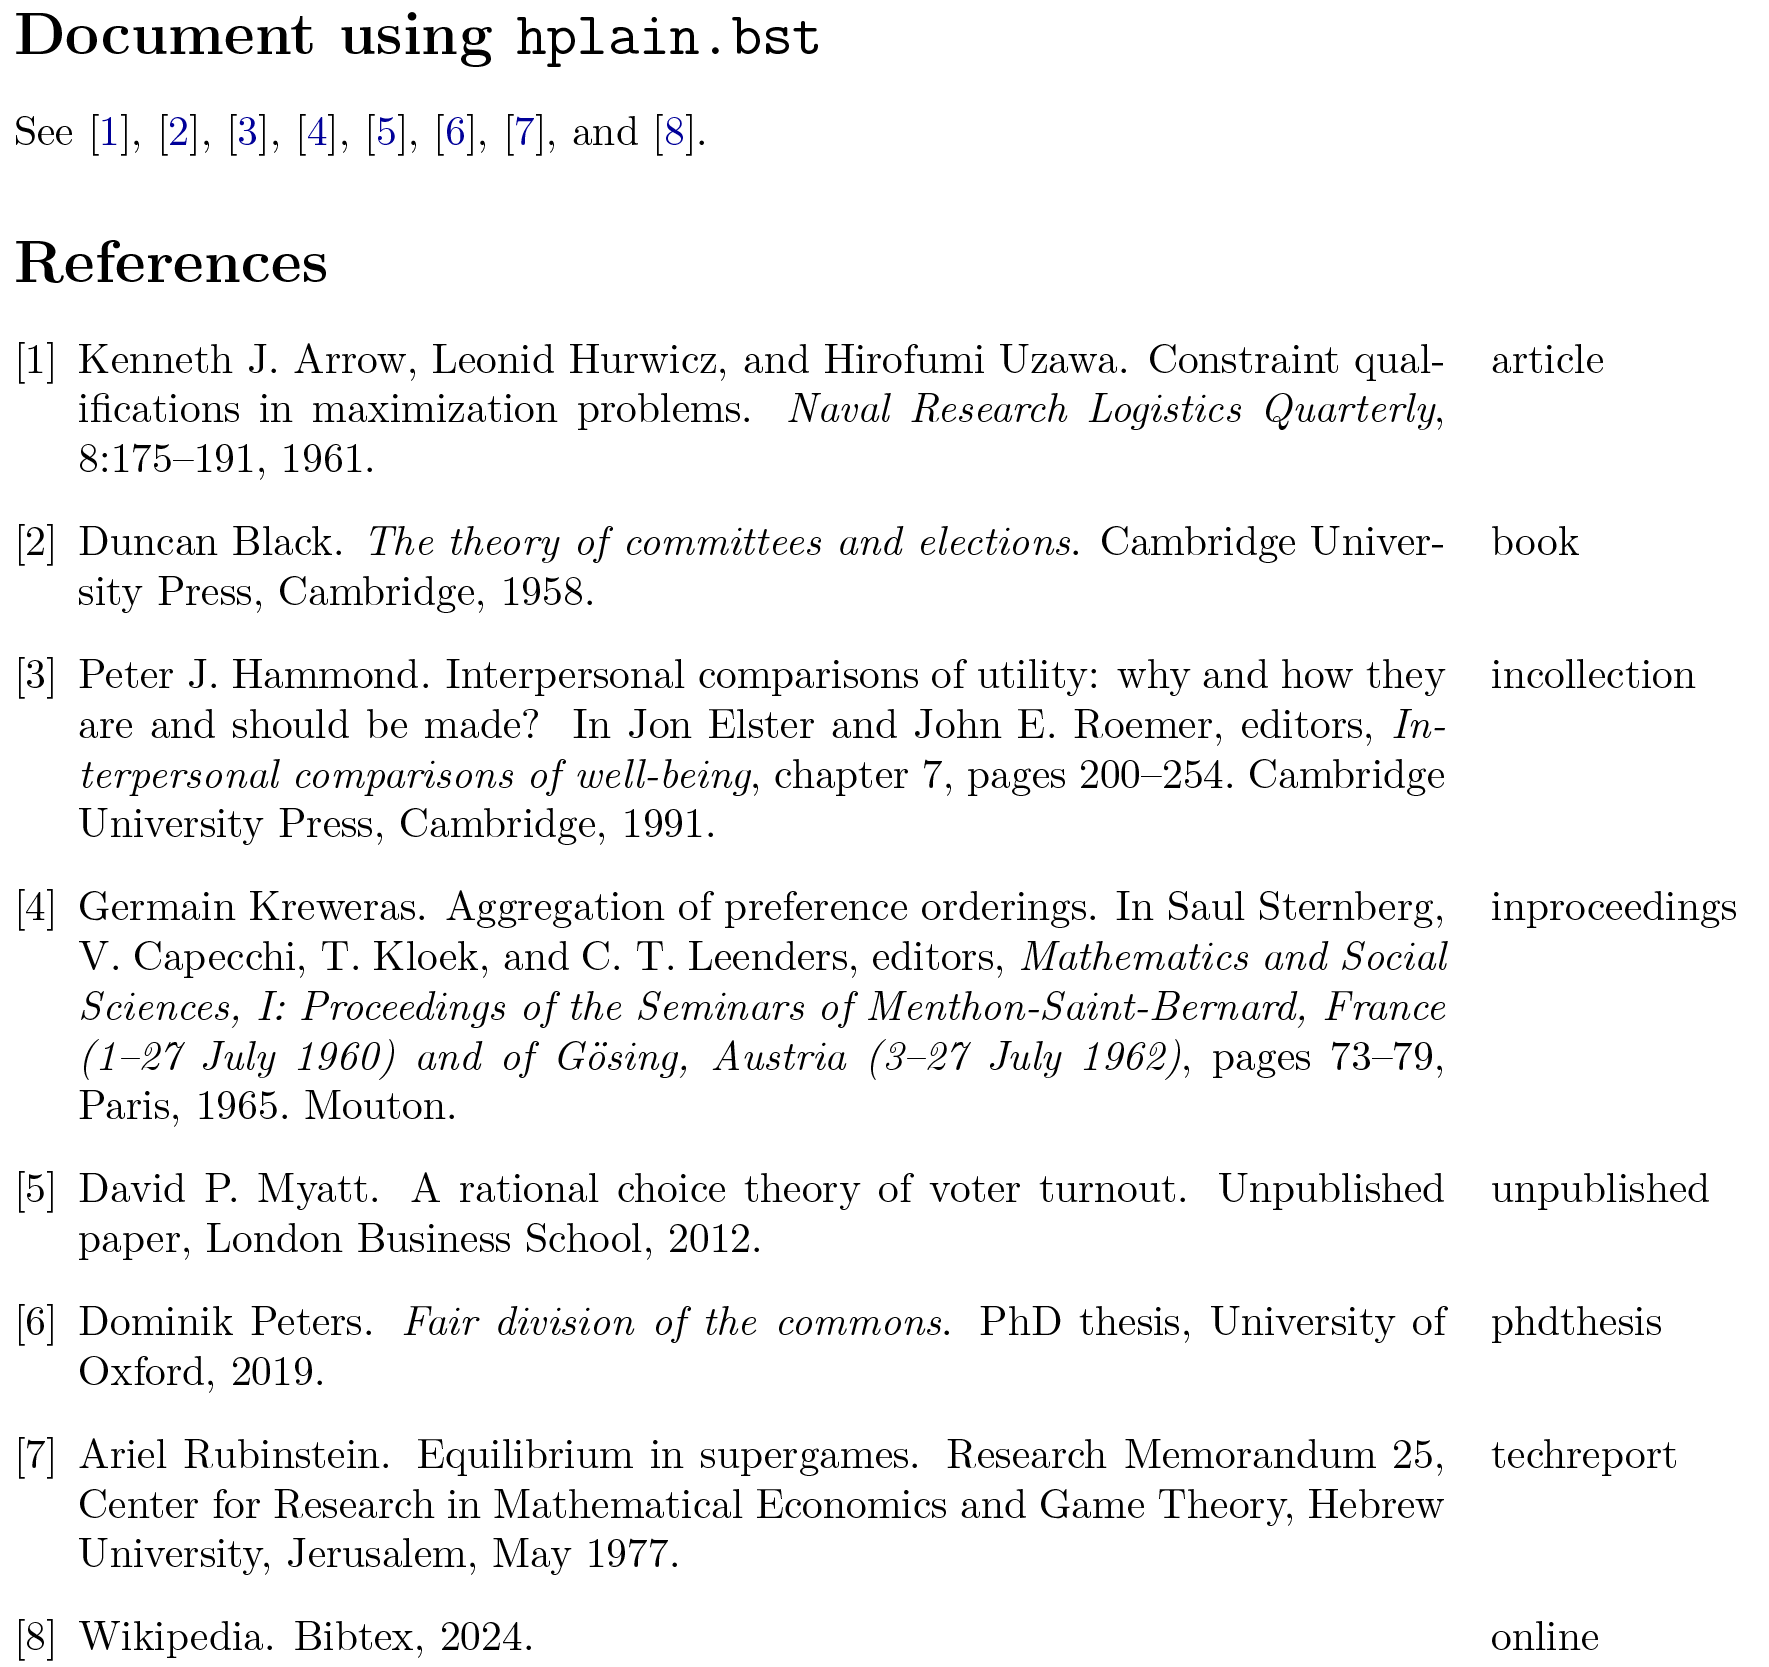 Document using hplain.bst
See [1], [2], [3], [4], [5], [6], [7], and [8].
References
[1] Kenneth J. Arrow, Leonid Hurwicz, and Hirofumi Uzawa. Constraint qual- article
ifications in maximization problems. Naval Research Logistics Quarterly,
8:175–191, 1961.
[2] Duncan Black. The theory of committees and elections. Cambridge Univer- book
sity Press, Cambridge, 1958.
[3] Peter J. Hammond. Interpersonal comparisons of utility: why and how they incollection
are and should be made? In Jon Elster and John E. Roemer, editors, In-
terpersonal comparisons of well-being, chapter 7, pages 200–254. Cambridge
University Press, Cambridge, 1991.
[4] Germain Kreweras. Aggregation of preference orderings. In Saul Sternberg, inproceedings
V. Capecchi, T. Kloek, and C. T. Leenders, editors, Mathematics and Social
Sciences, I: Proceedings of the Seminars of Menthon-Saint-Bernard, France
(1–27 July 1960) and of Gösing, Austria (3–27 July 1962), pages 73–79,
Paris, 1965. Mouton.
[5] David P. Myatt. A rational choice theory of voter turnout. Unpublished unpublished
paper, London Business School, 2012.
[6] Dominik Peters. Fair division of the commons. PhD thesis, University of phdthesis
Oxford, 2019.
[7] Ariel Rubinstein. Equilibrium in supergames. Research Memorandum 25, techreport
Center for Research in Mathematical Economics and Game Theory, Hebrew
University, Jerusalem, May 1977.
[8] Wikipedia. Bibtex, 2024. online